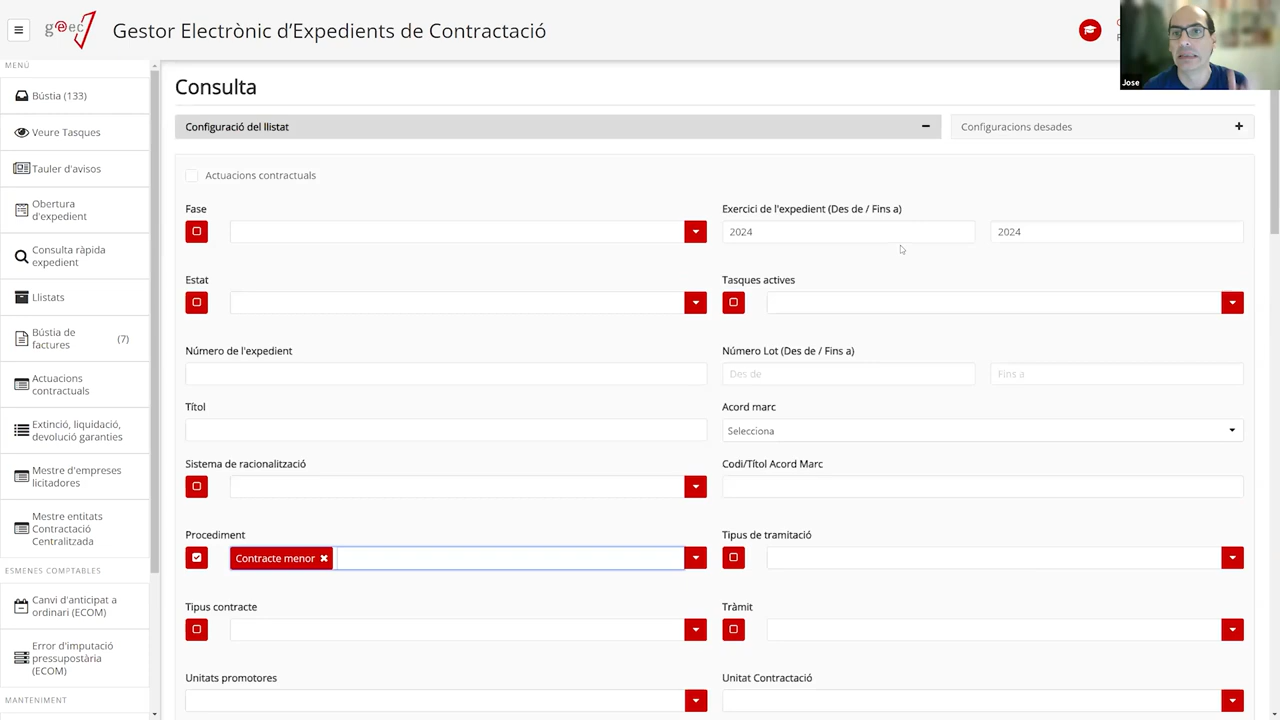 geec
Gestor Electrònic d'Expedients de Contractació
Jose
MENÚ
Bústia (133)
Veure Tasques
Tauler d'avisos
Obertura
d'expedient
Consulta ràpida
expedient
Llistats
Bústia de
factures
(7)
Actuacions
contractuals
Extinció, liquidació,
devolució garanties
Mestre d'empreses
licitadores
Mestre entitats
Contractació
Centralitzada
ESMENES COMPTABLES
Canvi d'anticipat a
ordinari (ECOM)
Error d'imputació
pressupostària
(ECOM)
MANTENIMENT
Consulta
Configuració del llistat
Configuracions desades
Actuacions contractuals
Fase
Exercici de l'expedient (Des de / Fins a)
2024
2024
Estat
Tasques actives
Número de l'expedient
Número Lot (Des de / Fins a)
Des de
Fins a
Títol
Acord marc
Selecciona
Sistema de racionalització
Codi/Títol Acord Marc
Procediment
Tipus de tramitació
Contracte menor
Tipus contracte
Tràmit
Unitats promotores
Unitat Contractació